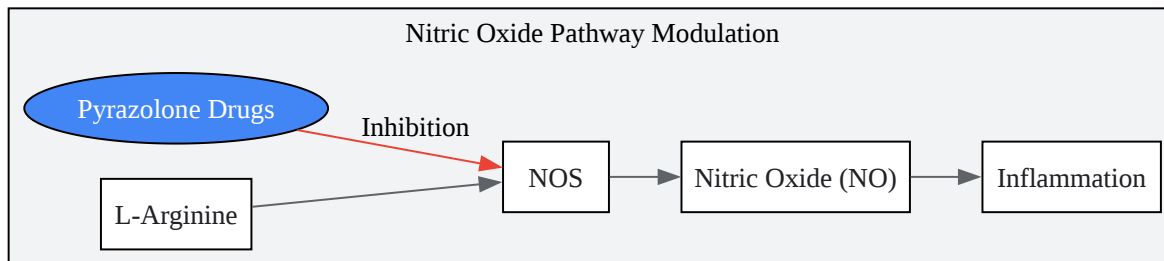 Nitric Oxide Pathway Modulation
Pyrazolone Drugs
Inhibition
L-Arginine
NOS
Nitric Oxide (NO)
Inflammation